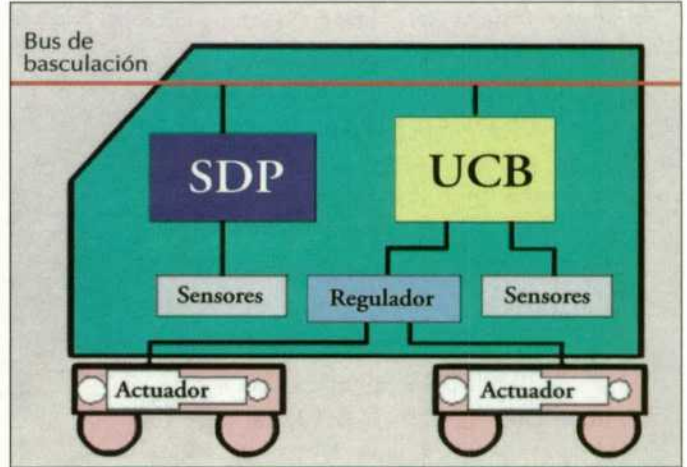 Bus de
basculación
SDP
UCB
Sensores
Regulador
Sensores
Actuador
Actuador